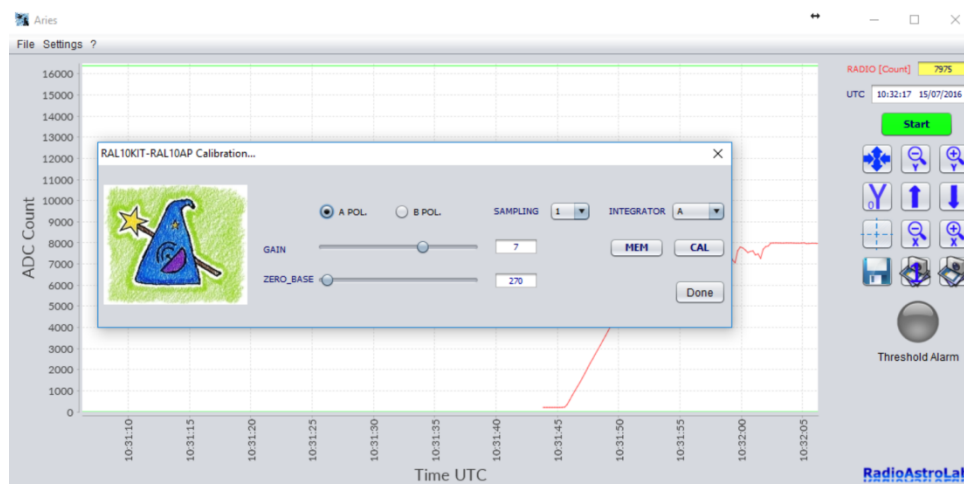 Aries
File Settings ?
RADIO [Count] 7975
UTC 10:32:17 15/07/2016
Start
Y
Y
Y
X
X
Threshold Alarm
RadioAstroLab
ADC Count
16000
15000
14000
13000
12000
11000
10000
9000
8000
7000
6000
5000
4000
3000
2000
1000
0
RAL10KIT-RAL10AP Calibration...
A POL. B POL. SAMPLING 1 INTEGRATOR A
GAIN 7 MEM CAL
ZERO_BASE 270
Done
10:31:10
10:31:15
10:31:20
10:31:25
10:31:30
10:31:35
10:31:40
10:31:45
10:31:50
10:31:55
10:32:00
10:32:05
Time UTC